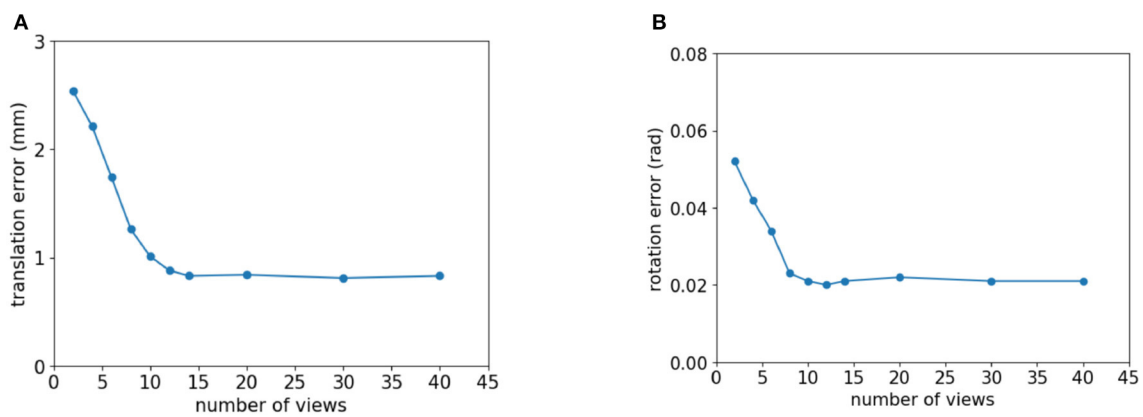 A
3
2
1
0
translation error (mm)
0 5 10 15 20 25 30 35 40 45
number of views
B
0.08
0.06
0.04
0.02
0.00
rotation error (rad)
0 5 10 15 20 25 30 35 40 45
number of views